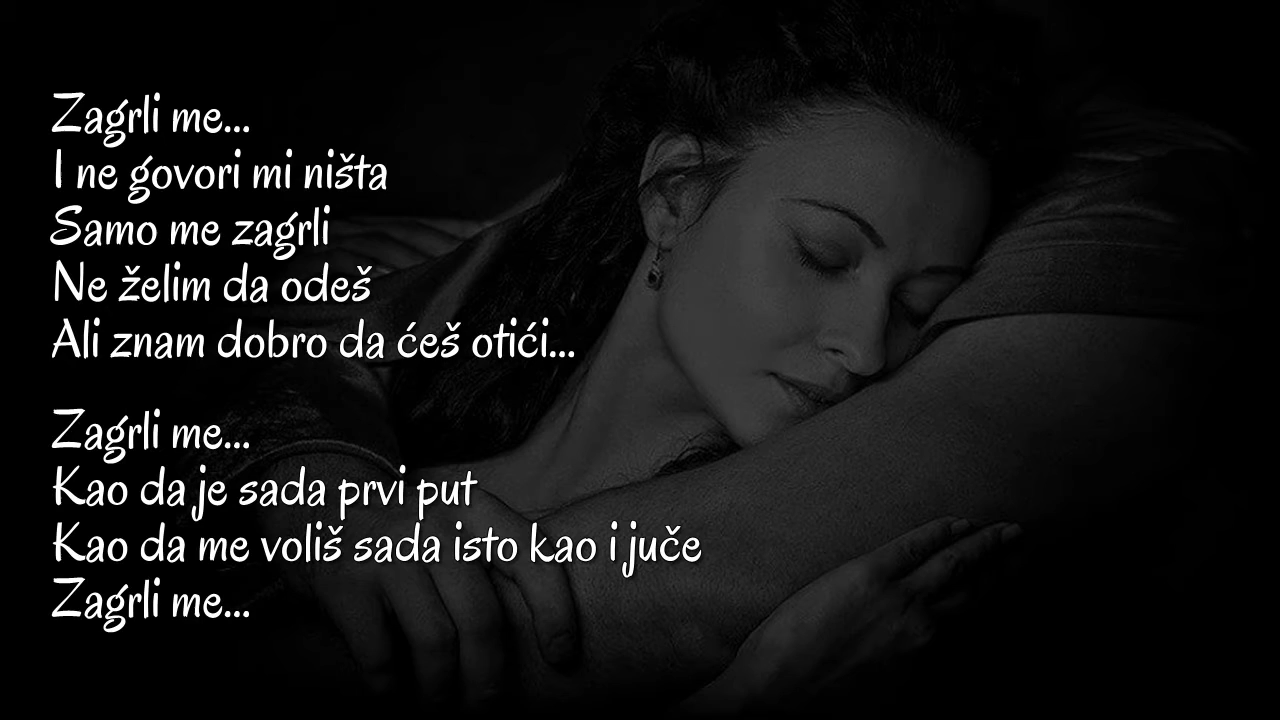 Zagrli me...
I ne govori mi ništa
Samo me zagrli
Ne želim da odeš
Ali znam dobro da ćeš otići...
Zagrli me...
Kao da je sada prvi put
Kao da me voliš sada isto kao i juče
Zagrli me...